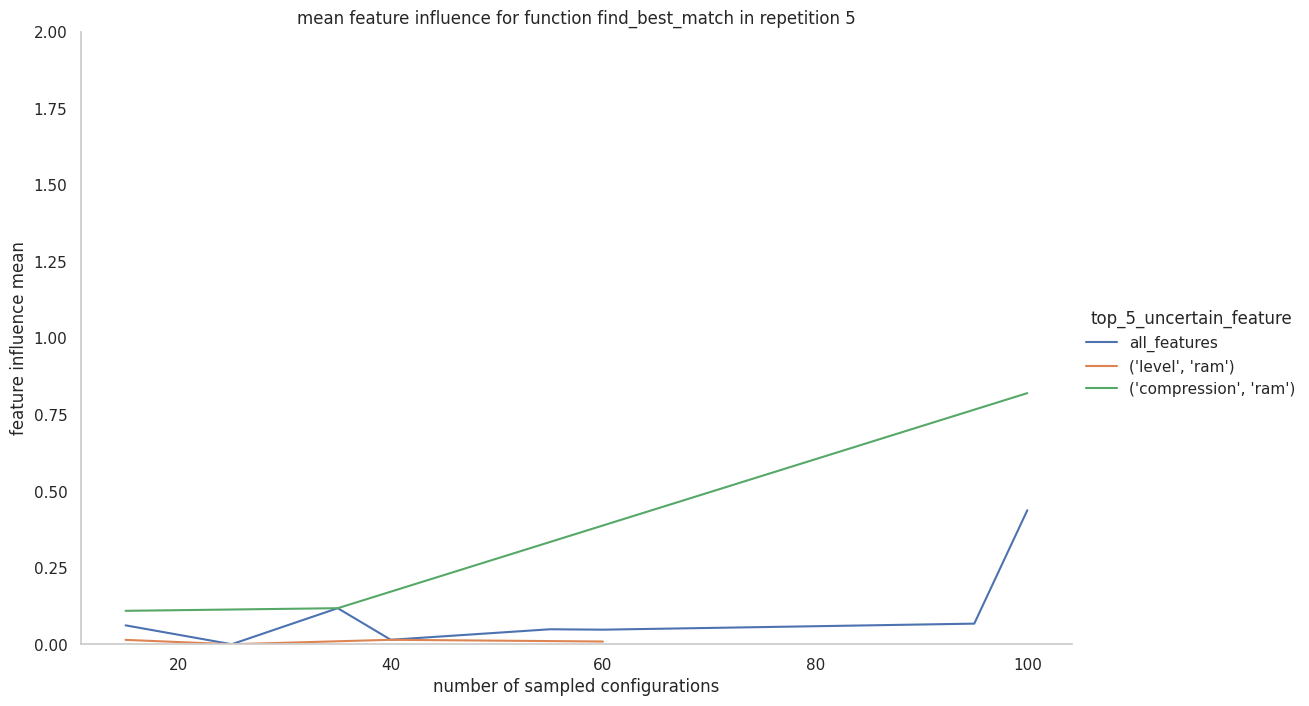 mean feature influence for function find_best_match in repetition 5
2.00
1.75
1.50
1.25
1.00
0.75
0.50
0.25
0.00
feature influence mean
20
40
60
80
100
number of sampled configurations
top_5_uncertain_feature
all_features
('level', 'ram')
('compression', 'ram')